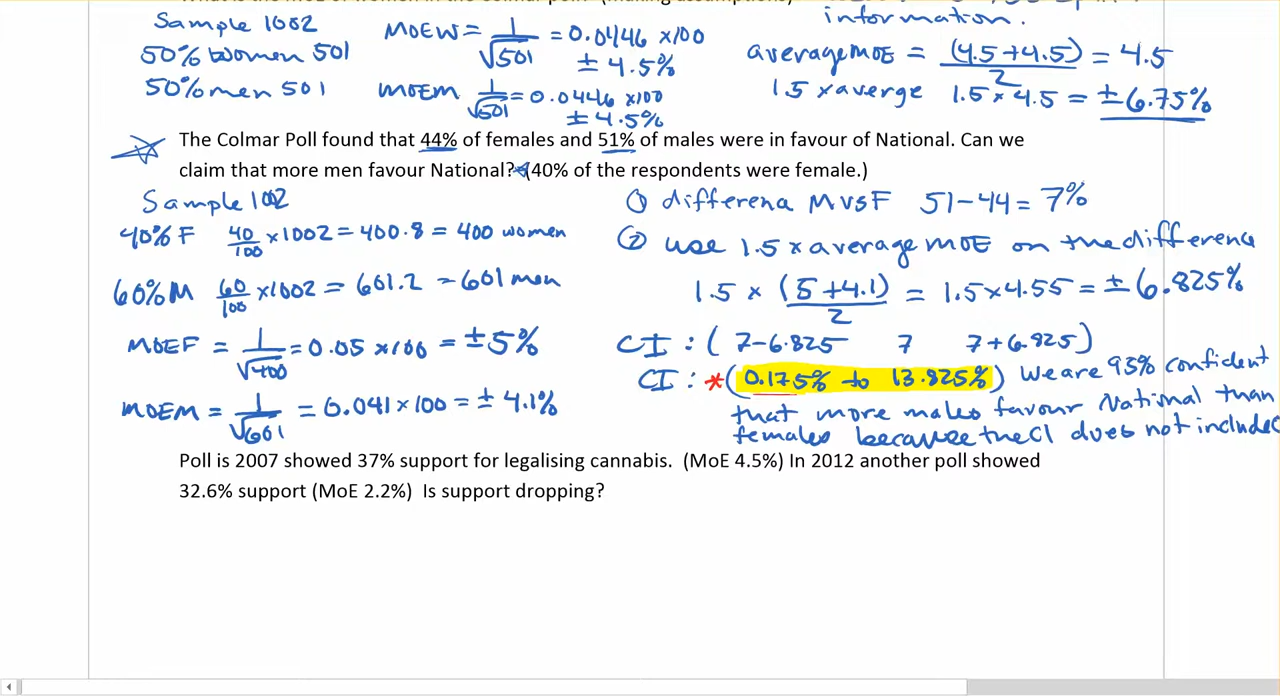 Sample 1002
50% Women 501
50% men 501
MOEW = 1/√501 = 0.0446 x100
± 4.5%
MOEM 1/√501 = 0.0446 x100
± 4.5%
information.
average MOE = (4.5+4.5)/2 = 4.5
1.5 x averge 1.5 x 4.5 = ±6.75%
The Colmar Poll found that 44% of females and 51% of males were in favour of National. Can we
claim that more men favour National? (40% of the respondents were female.)
Sample 1002
40% F 40/100 x 1002 = 400.8 = 400 women
60% M 60/100 x 1002 = 601.2 = 601 men
MOEF = 1/√400 = 0.05 x 100 = ±5%
MOEM = 1/√601 = 0.041 x 100 = ± 4.1%
① differena M vs F 51-44 = 7%
② use 1.5 x average MOE on the difference
1.5 x (5+4.1)/2 = 1.5x4.55 = ±6.825%
CI : ( 7-6.825 7 7+6.825)
CI : *( 0.175% to 13.825%) We are 95% confident
that more males favour National than
females because the CI does not include
Poll is 2007 showed 37% support for legalising cannabis. (MoE 4.5%) In 2012 another poll showed
32.6% support (MoE 2.2%) Is support dropping?